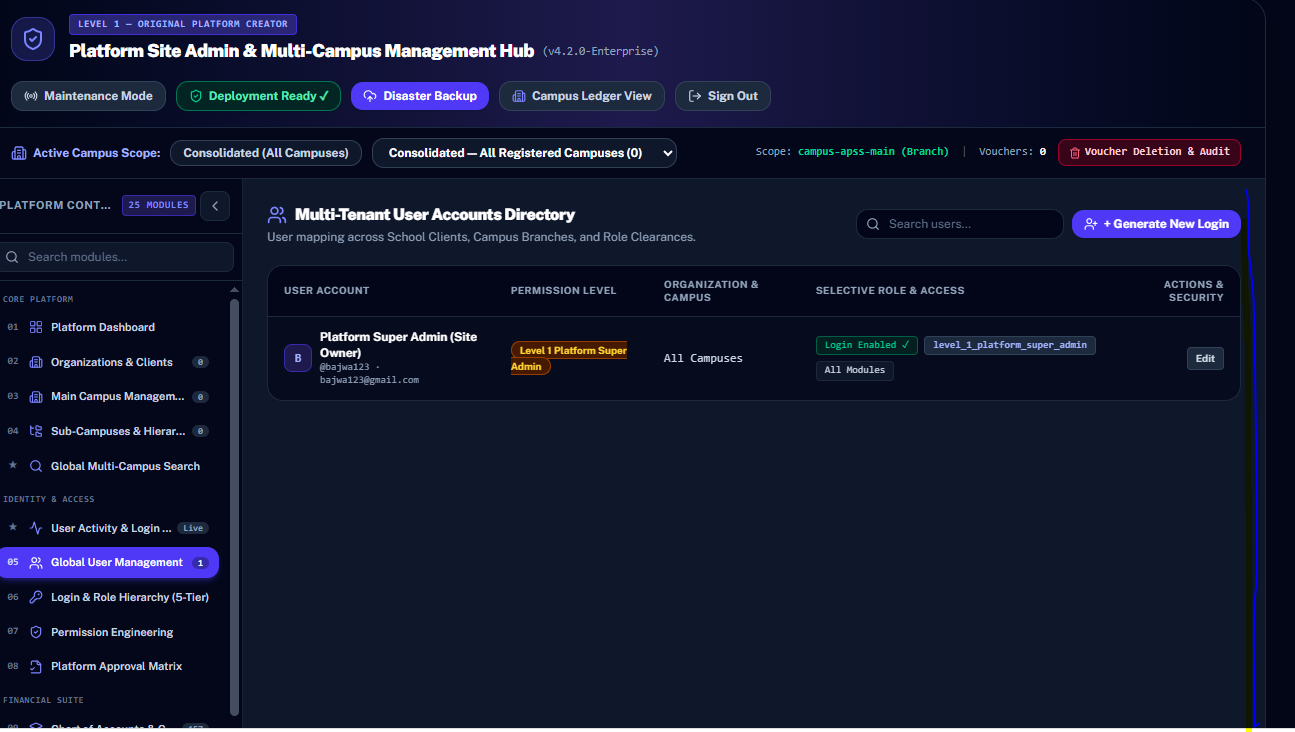 LEVEL 1 — ORIGINAL PLATFORM CREATOR
Platform Site Admin & Multi-Campus Management Hub (v4.2.0-Enterprise)
Maintenance Mode
Deployment Ready ✓
Disaster Backup
Campus Ledger View
Sign Out
Active Campus Scope:
Consolidated (All Campuses)
Consolidated — All Registered Campuses (0)
Scope: campus-apss-main (Branch) | Vouchers: 0
Voucher Deletion & Audit
PLATFORM CONT...
25 MODULES
Search modules...
CORE PLATFORM
01 Platform Dashboard
02 Organizations & Clients 0
03 Main Campus Managem... 0
04 Sub-Campuses & Hierar... 0
★ Global Multi-Campus Search
IDENTITY & ACCESS
★ User Activity & Login ... Live
05 Global User Management 1
06 Login & Role Hierarchy (5-Tier)
07 Permission Engineering
08 Platform Approval Matrix
FINANCIAL SUITE
Multi-Tenant User Accounts Directory
User mapping across School Clients, Campus Branches, and Role Clearances.
Search users...
+ Generate New Login
USER ACCOUNT
PERMISSION LEVEL
ORGANIZATION &
CAMPUS
SELECTIVE ROLE & ACCESS
ACTIONS &
SECURITY
B
Platform Super Admin (Site
Owner)
@bajwa123 ·
bajwa123@gmail.com
Level 1 Platform Super
Admin
All Campuses
Login Enabled ✓
level_1_platform_super_admin
All Modules
Edit